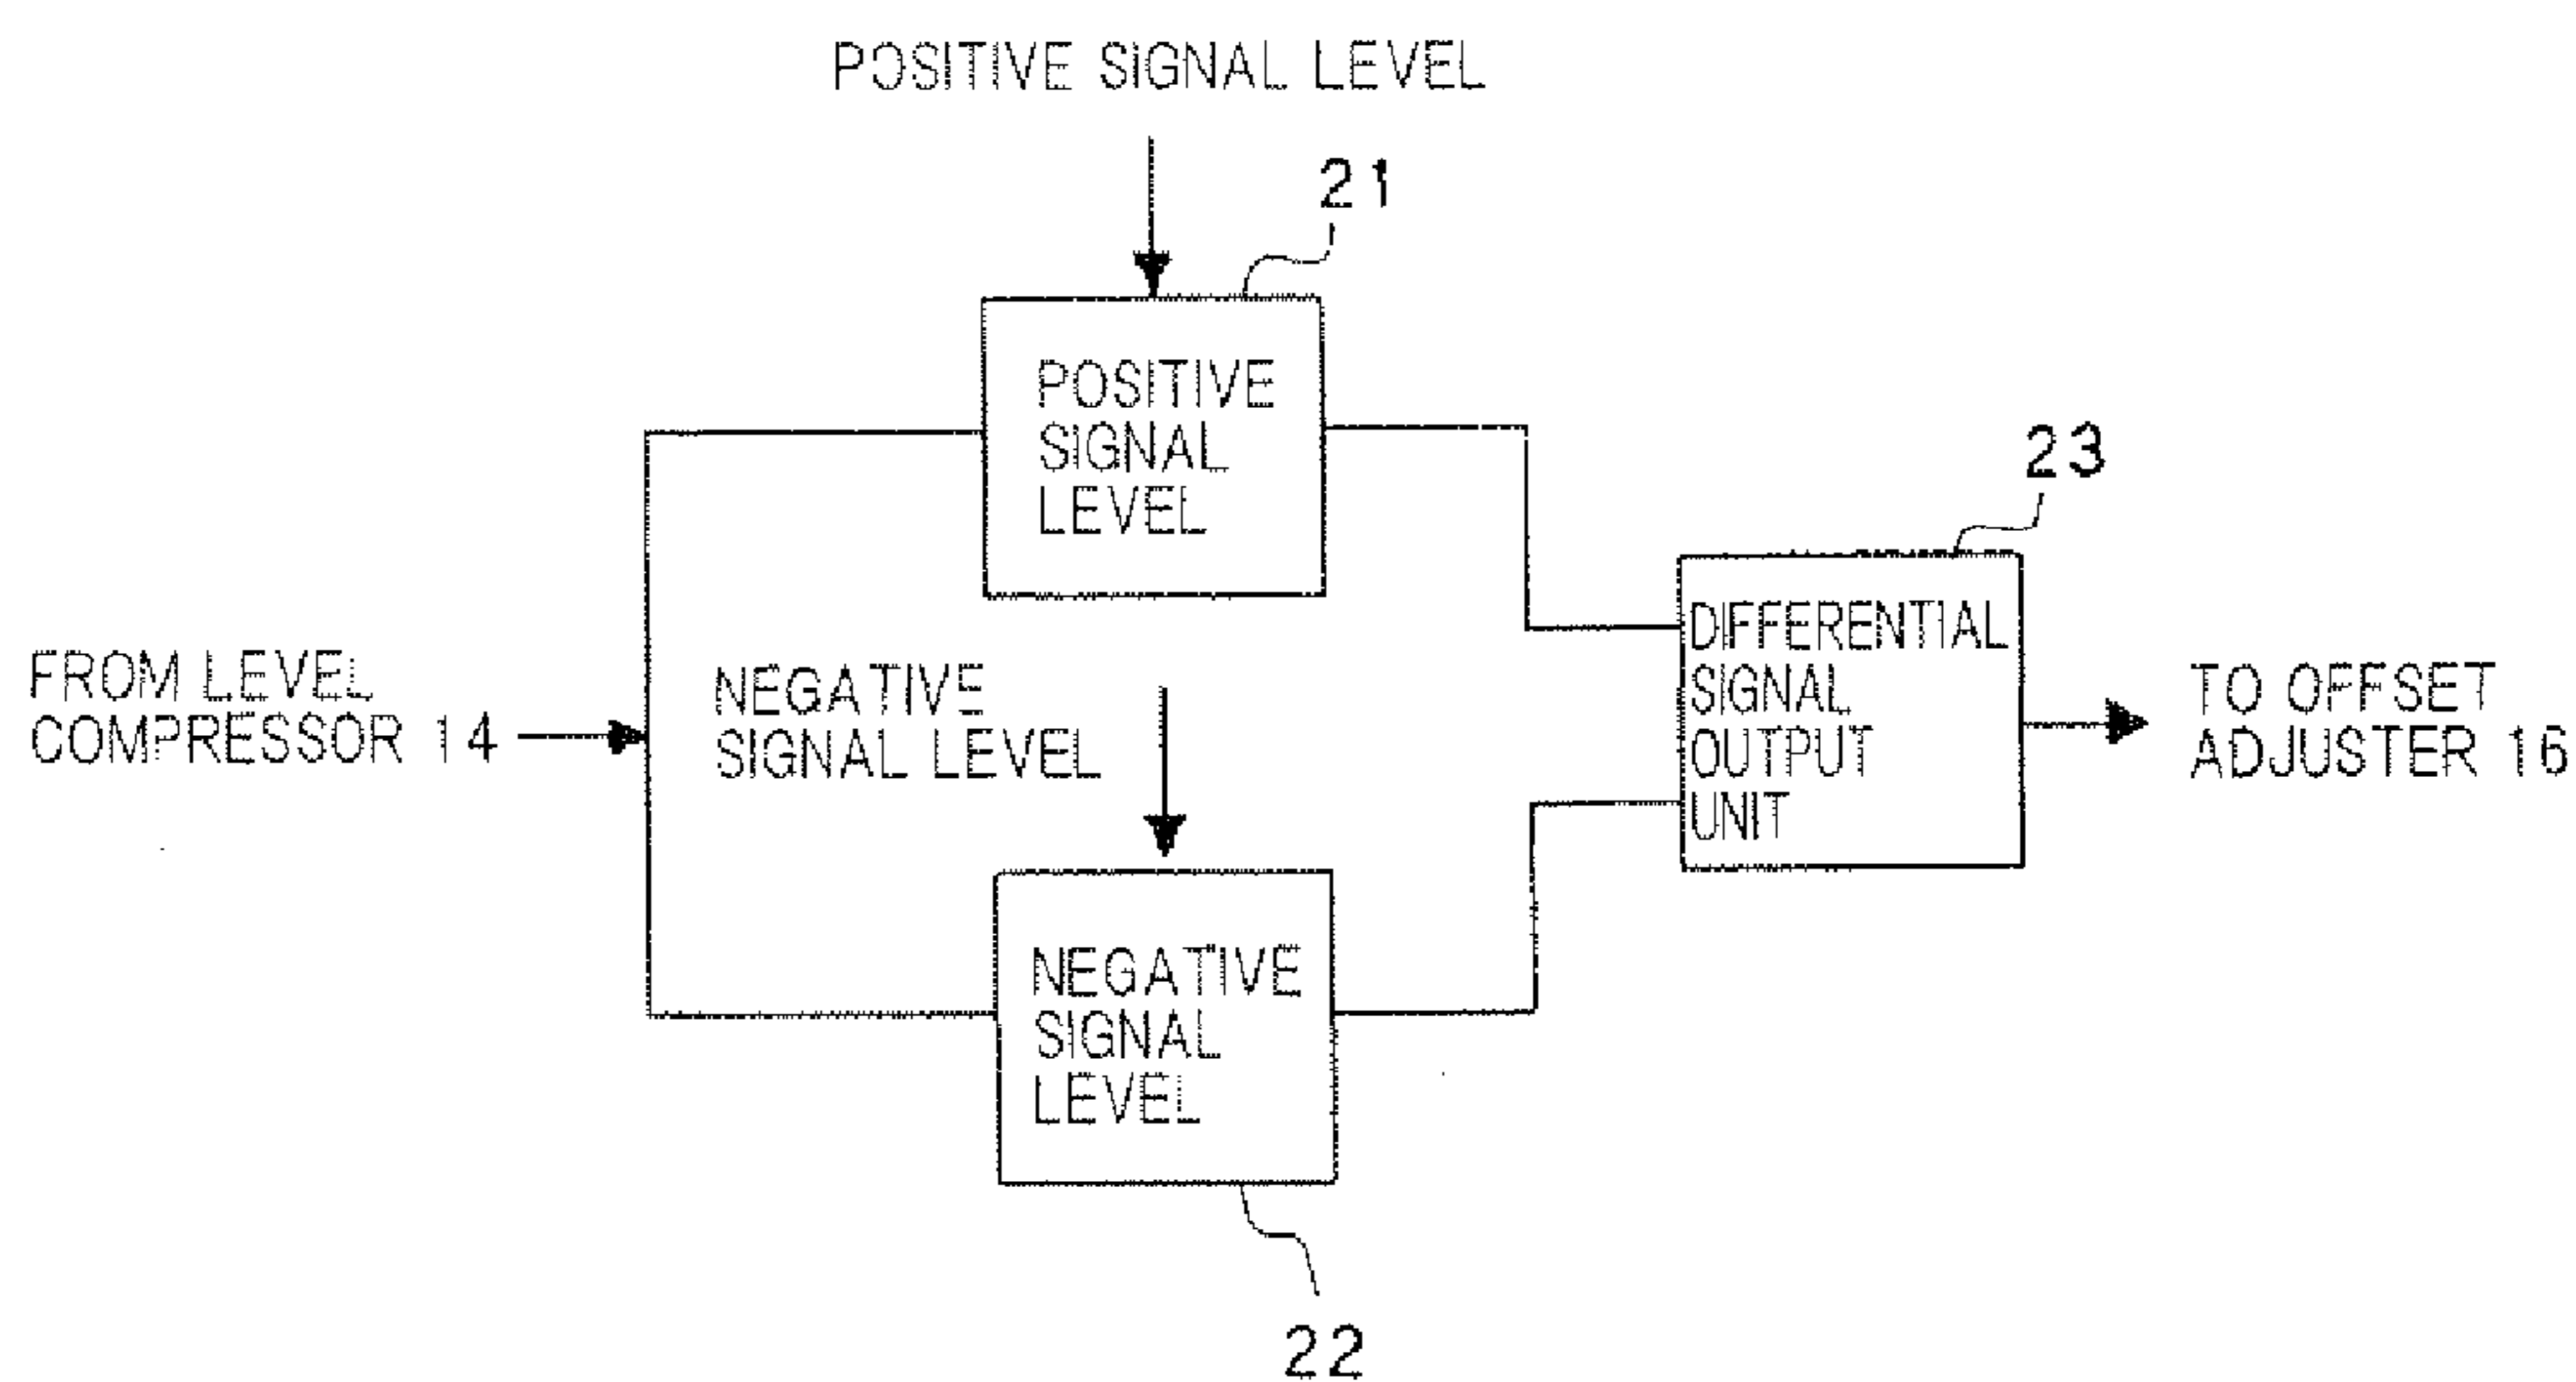 POSITIVE SIGNAL LEVEL
21
POSITIVE
SIGNAL
LEVEL
23
FROM LEVEL
COMPRESSOR 14
NEGATIVE
SIGNAL LEVEL
DIFFERENTIAL
SIGNAL
OUTPUT
UNIT
TO OFFSET
ADJUSTER 16
NEGATIVE
SIGNAL
LEVEL
22